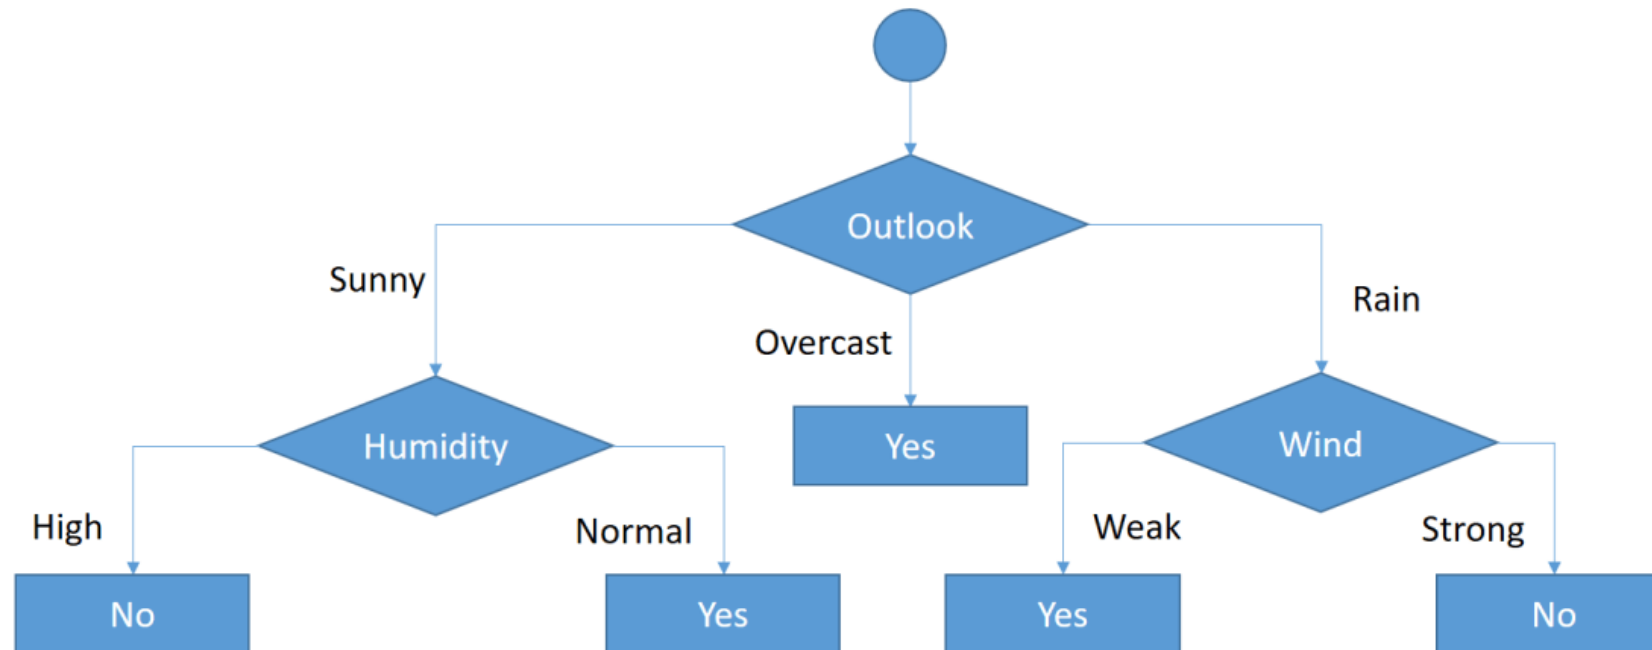 Outlook
Sunny
Rain
Overcast
Humidity
Yes
Wind
High
Normal
Weak
Strong
No
Yes
Yes
No